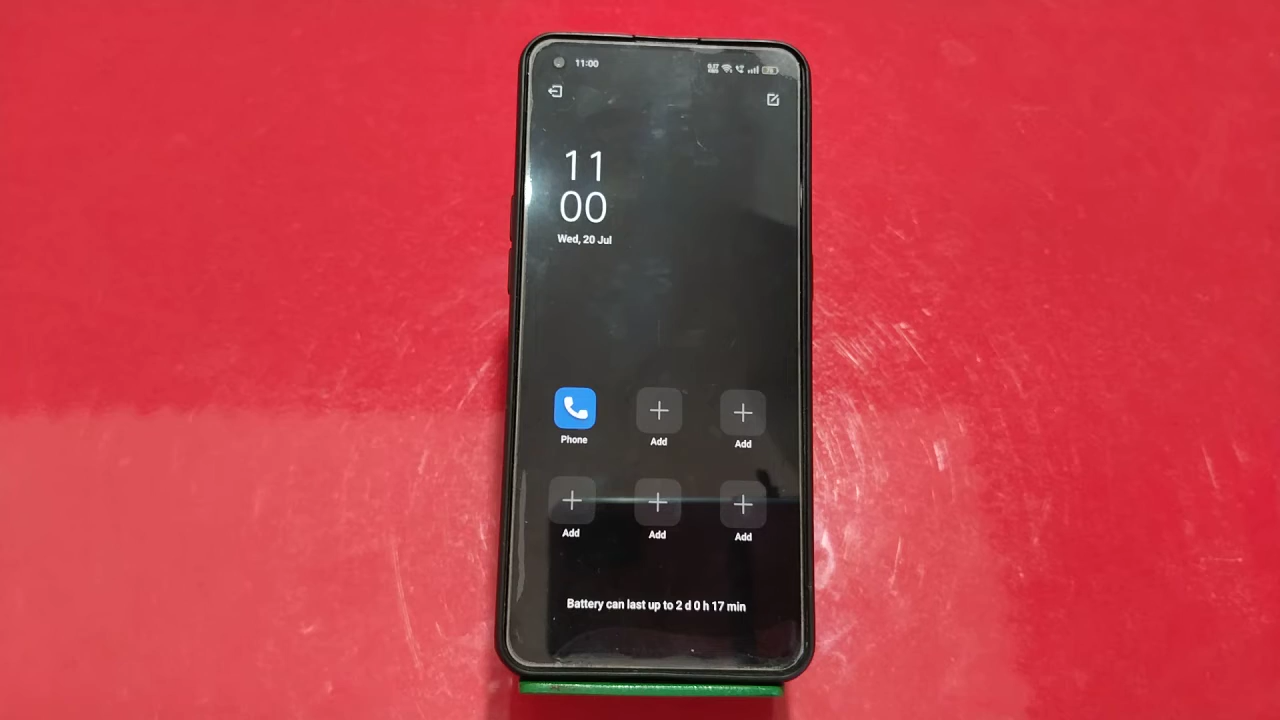 11:00
11
00
Wed, 20 Jul
Phone
Add
Add
Add
Add
Add
Battery can last up to 2 d 0 h 17 min